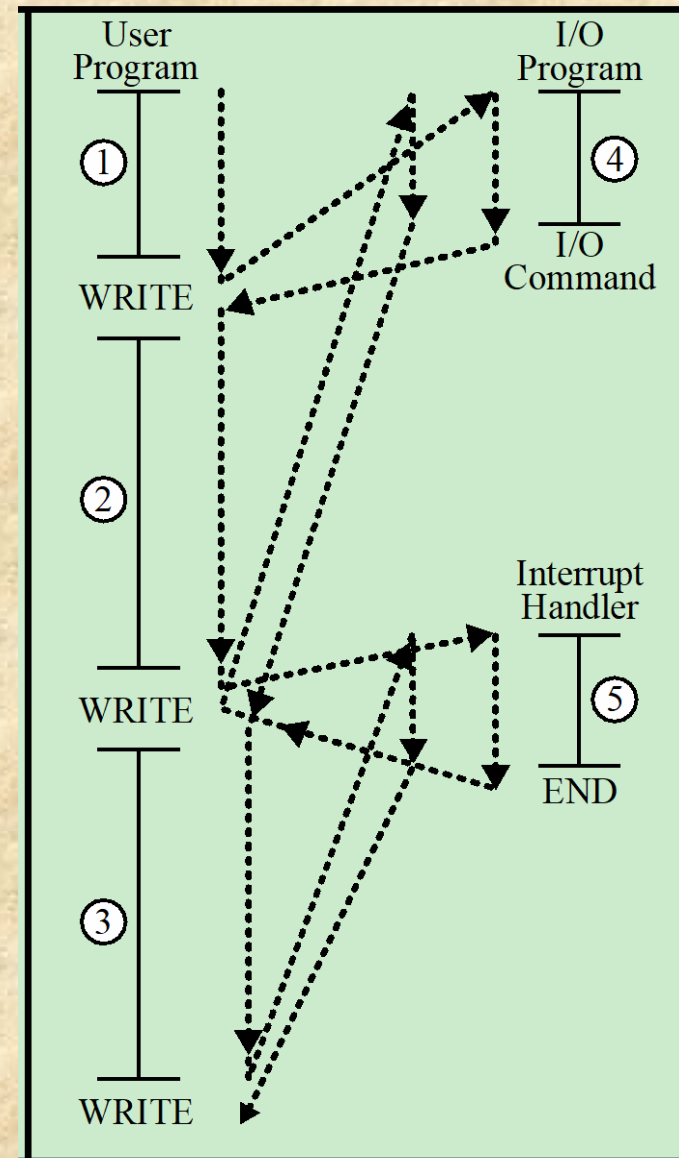 User
Program
1
WRITE
2
WRITE
3
WRITE
I/O
Program
4
I/O
Command
Interrupt
Handler
5
END